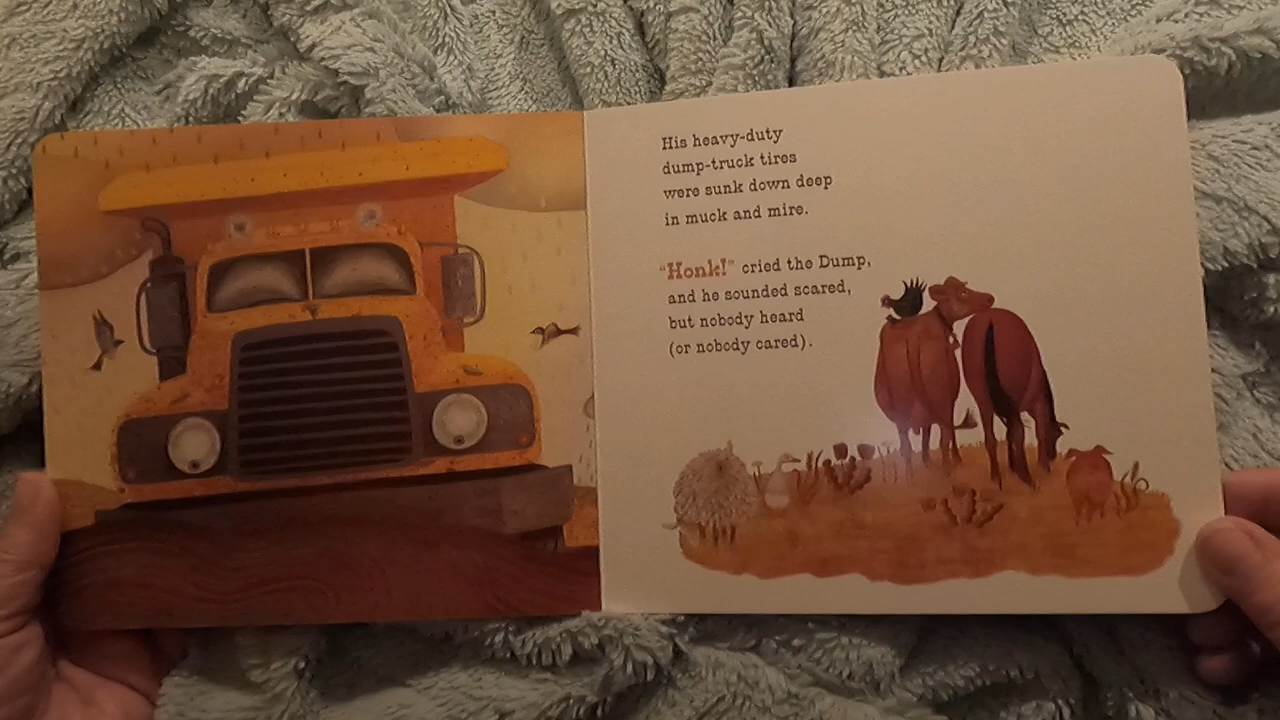 His heavy-duty
dump-truck tires
were sunk down deep
in muck and mire.
"Honk!" cried the Dump,
and he sounded scared,
but nobody heard
(or nobody cared).